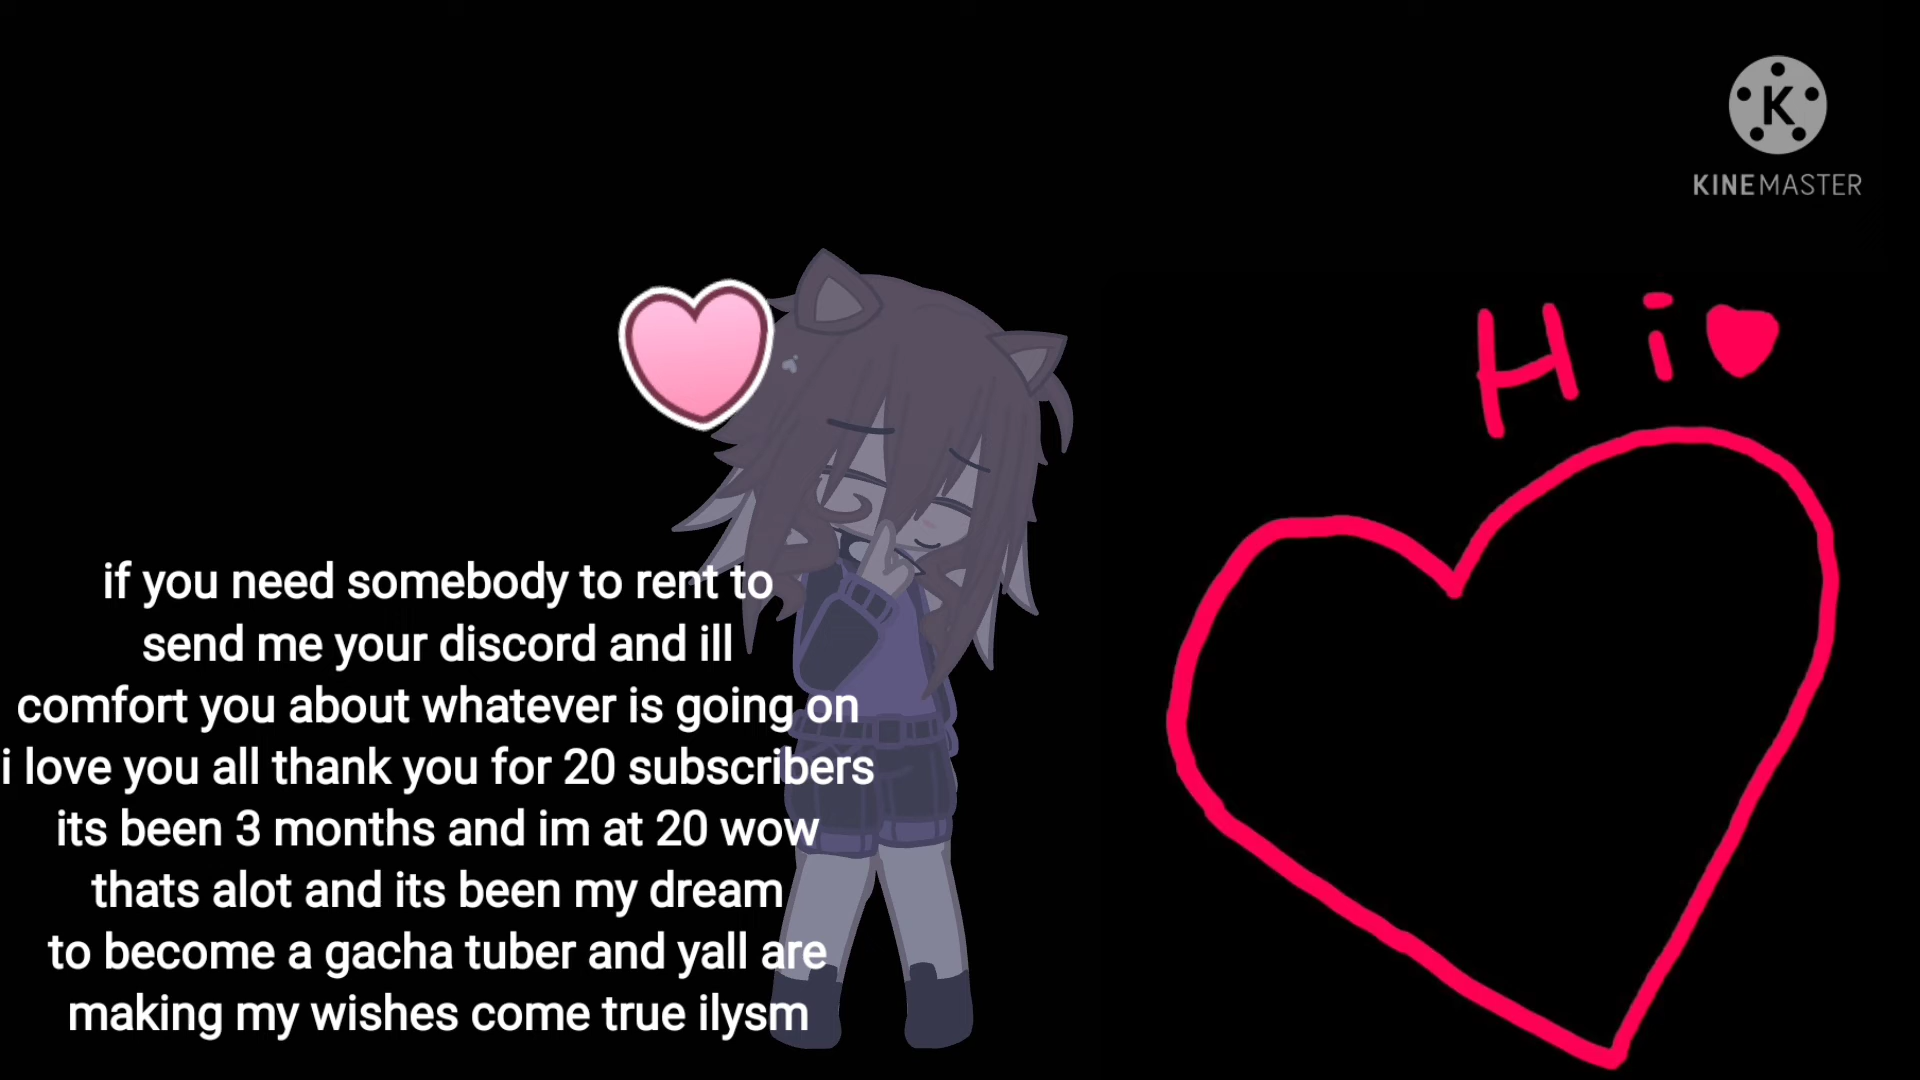 K
KINEMASTER
Hi
if you need somebody to rent to
send me your discord and ill
comfort you about whatever is going on
i love you all thank you for 20 subscribers
its been 3 months and im at 20 wow
thats alot and its been my dream
to become a gacha tuber and yall are
making my wishes come true ilysm